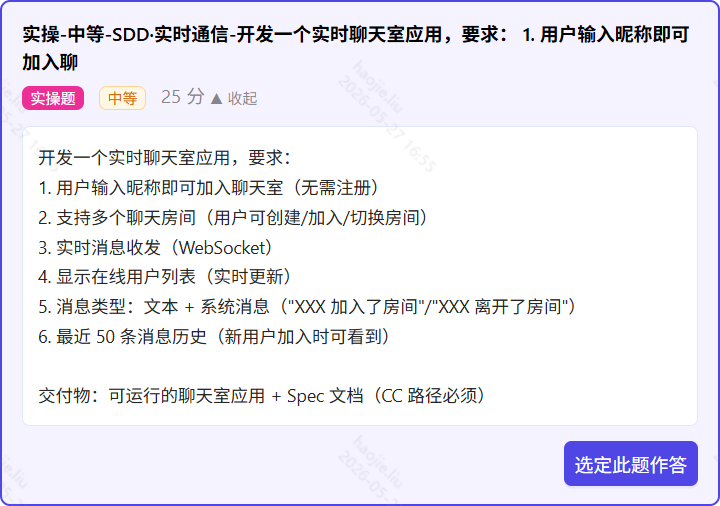 实操-中等-SDD·实时通信-开发一个实时聊天室应用，要求： 1. 用户输入昵称即可
加入聊
实操题 中等 25 分 ▲ 收起
开发一个实时聊天室应用，要求：
1. 用户输入昵称即可加入聊天室（无需注册）
2. 支持多个聊天房间（用户可创建/加入/切换房间）
3. 实时消息收发（WebSocket）
4. 显示在线用户列表（实时更新）
5. 消息类型：文本 + 系统消息（"XXX 加入了房间"/"XXX 离开了房间"）
6. 最近 50 条消息历史（新用户加入时可看到）
交付物：可运行的聊天室应用 + Spec 文档（CC 路径必须）
选定此题作答
haojie.liu
2026-05-27 16:55
haojie.liu